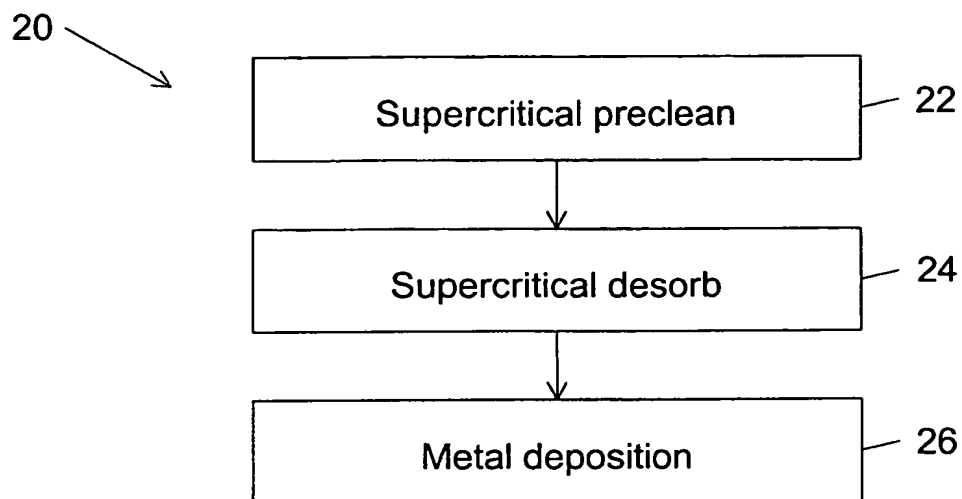 20
Supercritical preclean
22
Supercritical desorb
24
Metal deposition
26